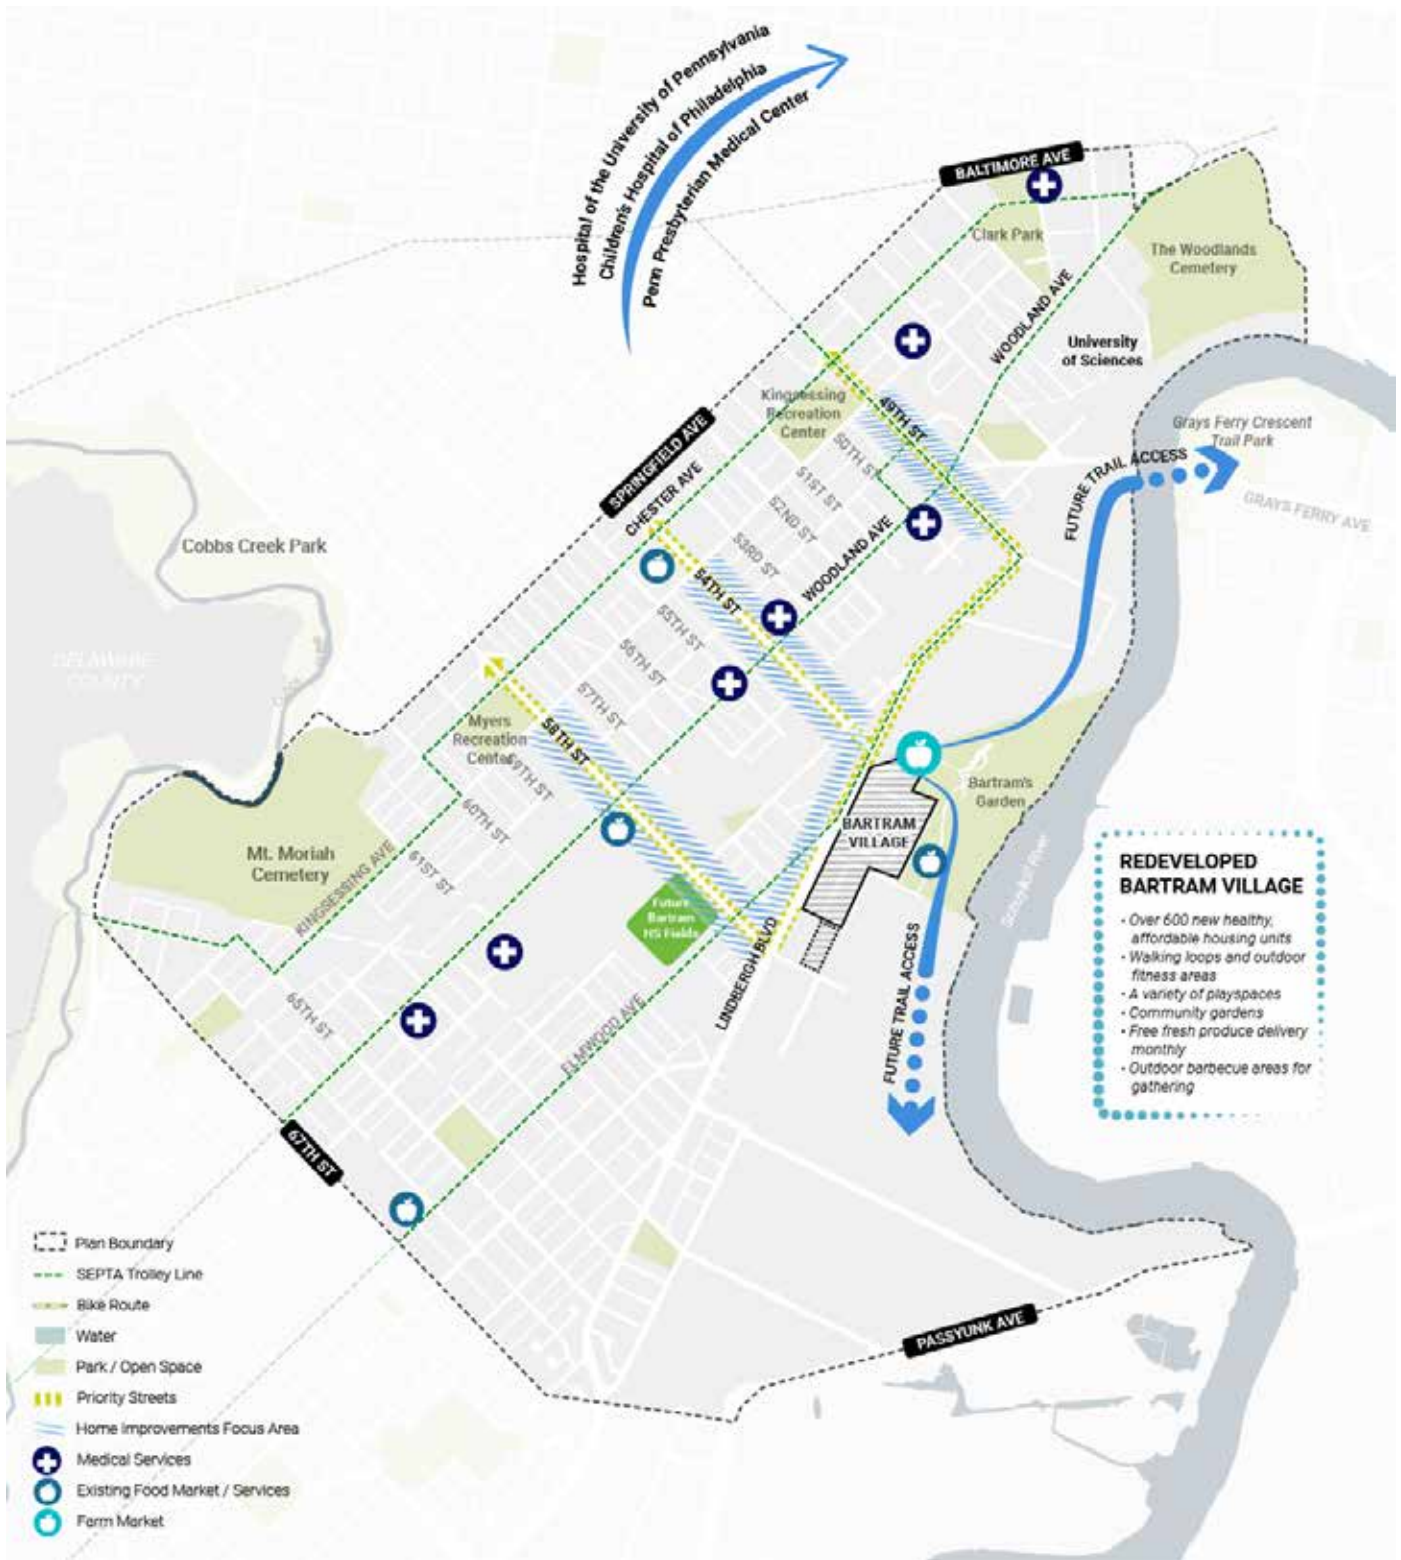 Hospital of the University of Pennsylvania
Children's Hospital of Philadelphia
Penn Presbyterian Medical Center
BALTIMORE AVE
Clark Park
The Woodlands
Cemetery
WOODLAND AVE
University
of Sciences
Kingsessing
Recreation
Center
49TH ST
Grays Ferry Crescent
Trail Park
FUTURE TRAIL ACCESS
GRAYS FERRY AVE
SPRINGFIELD AVE
CHESTER AVE
50TH ST
51ST ST
52ND ST
53RD ST
WOODLAND AVE
Cobbs Creek Park
54TH ST
55TH ST
56TH ST
57TH ST
DELAWARE
COUNTY
Myers
Recreation
Center
58TH ST
59TH ST
60TH ST
61ST ST
Bartram's
Garden
BARTRAM
VILLAGE
Mt. Moriah
Cemetery
KINGSESSING AVE
Future
Bartram
HS Fields
LINDBERGH BLVD
FUTURE TRAIL ACCESS
Schuylkill River
REDEVELOPED
BARTRAM VILLAGE
• Over 600 new healthy,
affordable housing units
• Walking loops and outdoor
fitness areas
• A variety of playspaces
• Community gardens
• Free fresh produce delivery
monthly
• Outdoor barbecue areas for
gathering
65TH ST
ELMWOOD AVE
67TH ST
PASSYUNK AVE
Plan Boundary
SEPTA Trolley Line
Bike Route
Water
Park / Open Space
Priority Streets
Home Improvements Focus Area
Medical Services
Existing Food Market / Services
Farm Market